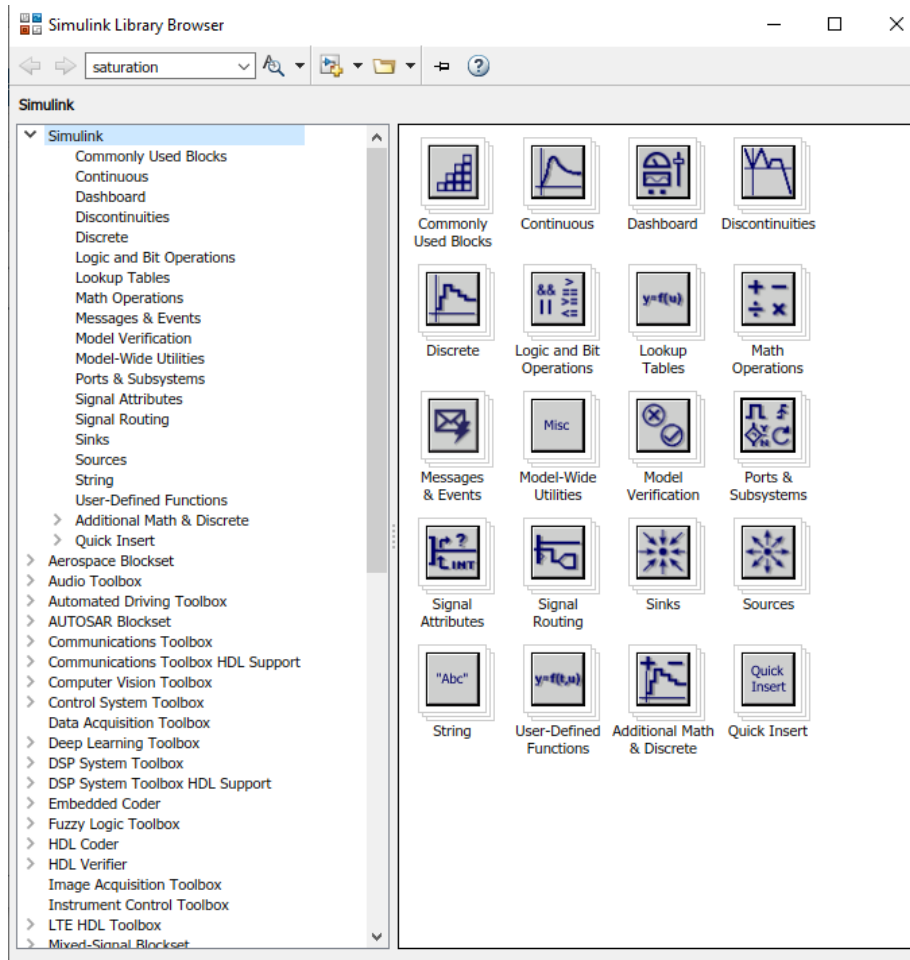 Simulink Library Browser
saturation
Simulink
Simulink
Commonly Used Blocks
Continuous
Dashboard
Discontinuities
Discrete
Logic and Bit Operations
Lookup Tables
Math Operations
Messages & Events
Model Verification
Model-Wide Utilities
Ports & Subsystems
Signal Attributes
Signal Routing
Sinks
Sources
String
User-Defined Functions
Additional Math & Discrete
Quick Insert
Aerospace Blockset
Audio Toolbox
Automated Driving Toolbox
AUTOSAR Blockset
Communications Toolbox
Communications Toolbox HDL Support
Computer Vision Toolbox
Control System Toolbox
Data Acquisition Toolbox
Deep Learning Toolbox
DSP System Toolbox
DSP System Toolbox HDL Support
Embedded Coder
Fuzzy Logic Toolbox
HDL Coder
HDL Verifier
Image Acquisition Toolbox
Instrument Control Toolbox
LTE HDL Toolbox
Mixed-Signal Blockset
Commonly
Used Blocks
Continuous
Dashboard
Discontinuities
&& >
== 
|| >=
<=
y=f(u)
+ −
÷ ×
Discrete
Logic and Bit
Operations
Lookup
Tables
Math
Operations
Misc
Y
N
Messages
& Events
Model-Wide
Utilities
Model
Verification
Ports &
Subsystems
?
INT
Signal
Attributes
Signal
Routing
Sinks
Sources
"Abc"
y=f(t,u)
+ −
Quick
Insert
String
User-Defined
Functions
Additional Math
& Discrete
Quick Insert